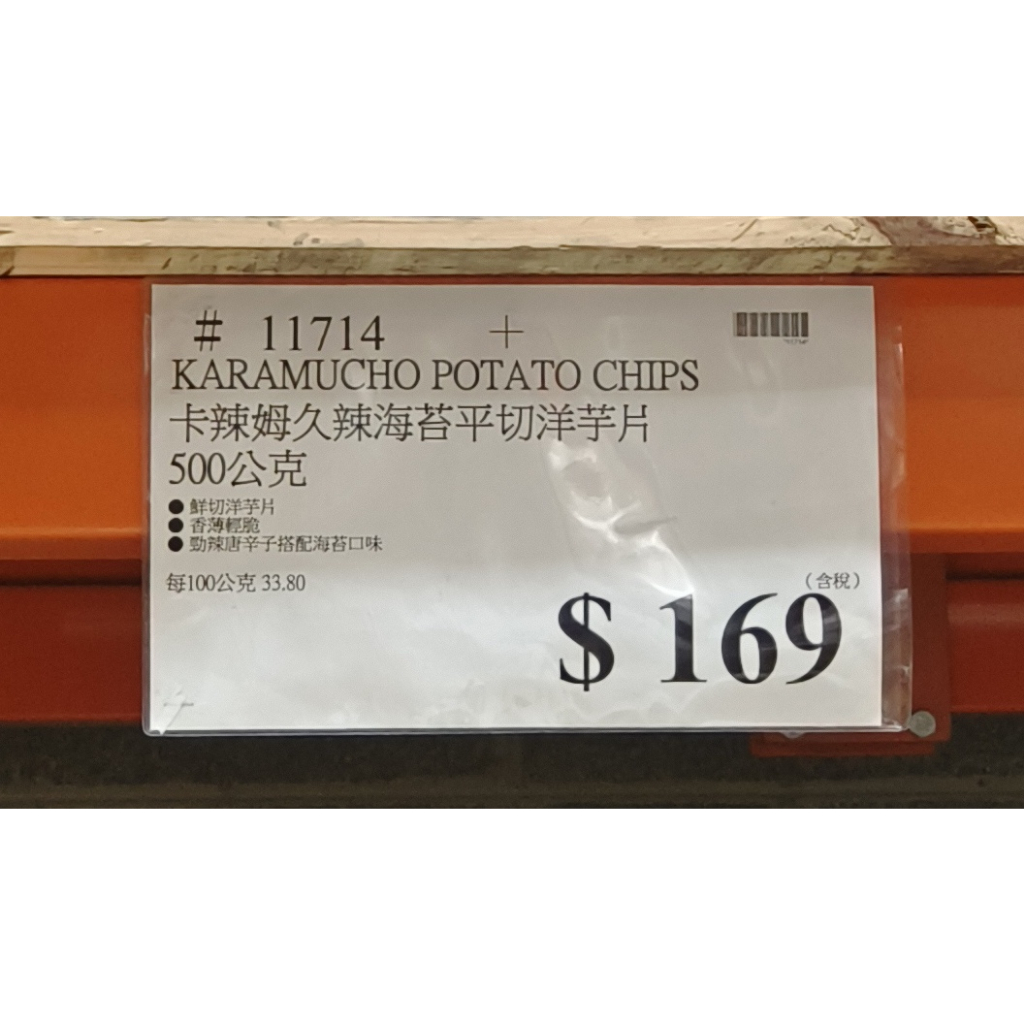 # 11714 +
KARAMUCHO POTATO CHIPS
卡辣姆久辣海苔平切洋芋片
500公克
● 鮮切洋芋片
● 香薄輕脆
● 勁辣唐辛子搭配海苔口味
每100公克 33.80
（含稅）
$ 169